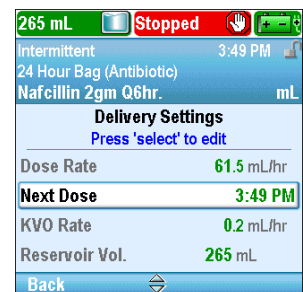 265 mL Stopped
Intermittent 3:49 PM
24 Hour Bag (Antibiotic)
Nafcillin 2gm Q6hr. mL
Delivery Settings
Press 'select' to edit
Dose Rate 61.5 mL/hr
Next Dose 3:49 PM
KVO Rate 0.2 mL/hr
Reservoir Vol. 265 mL
Back